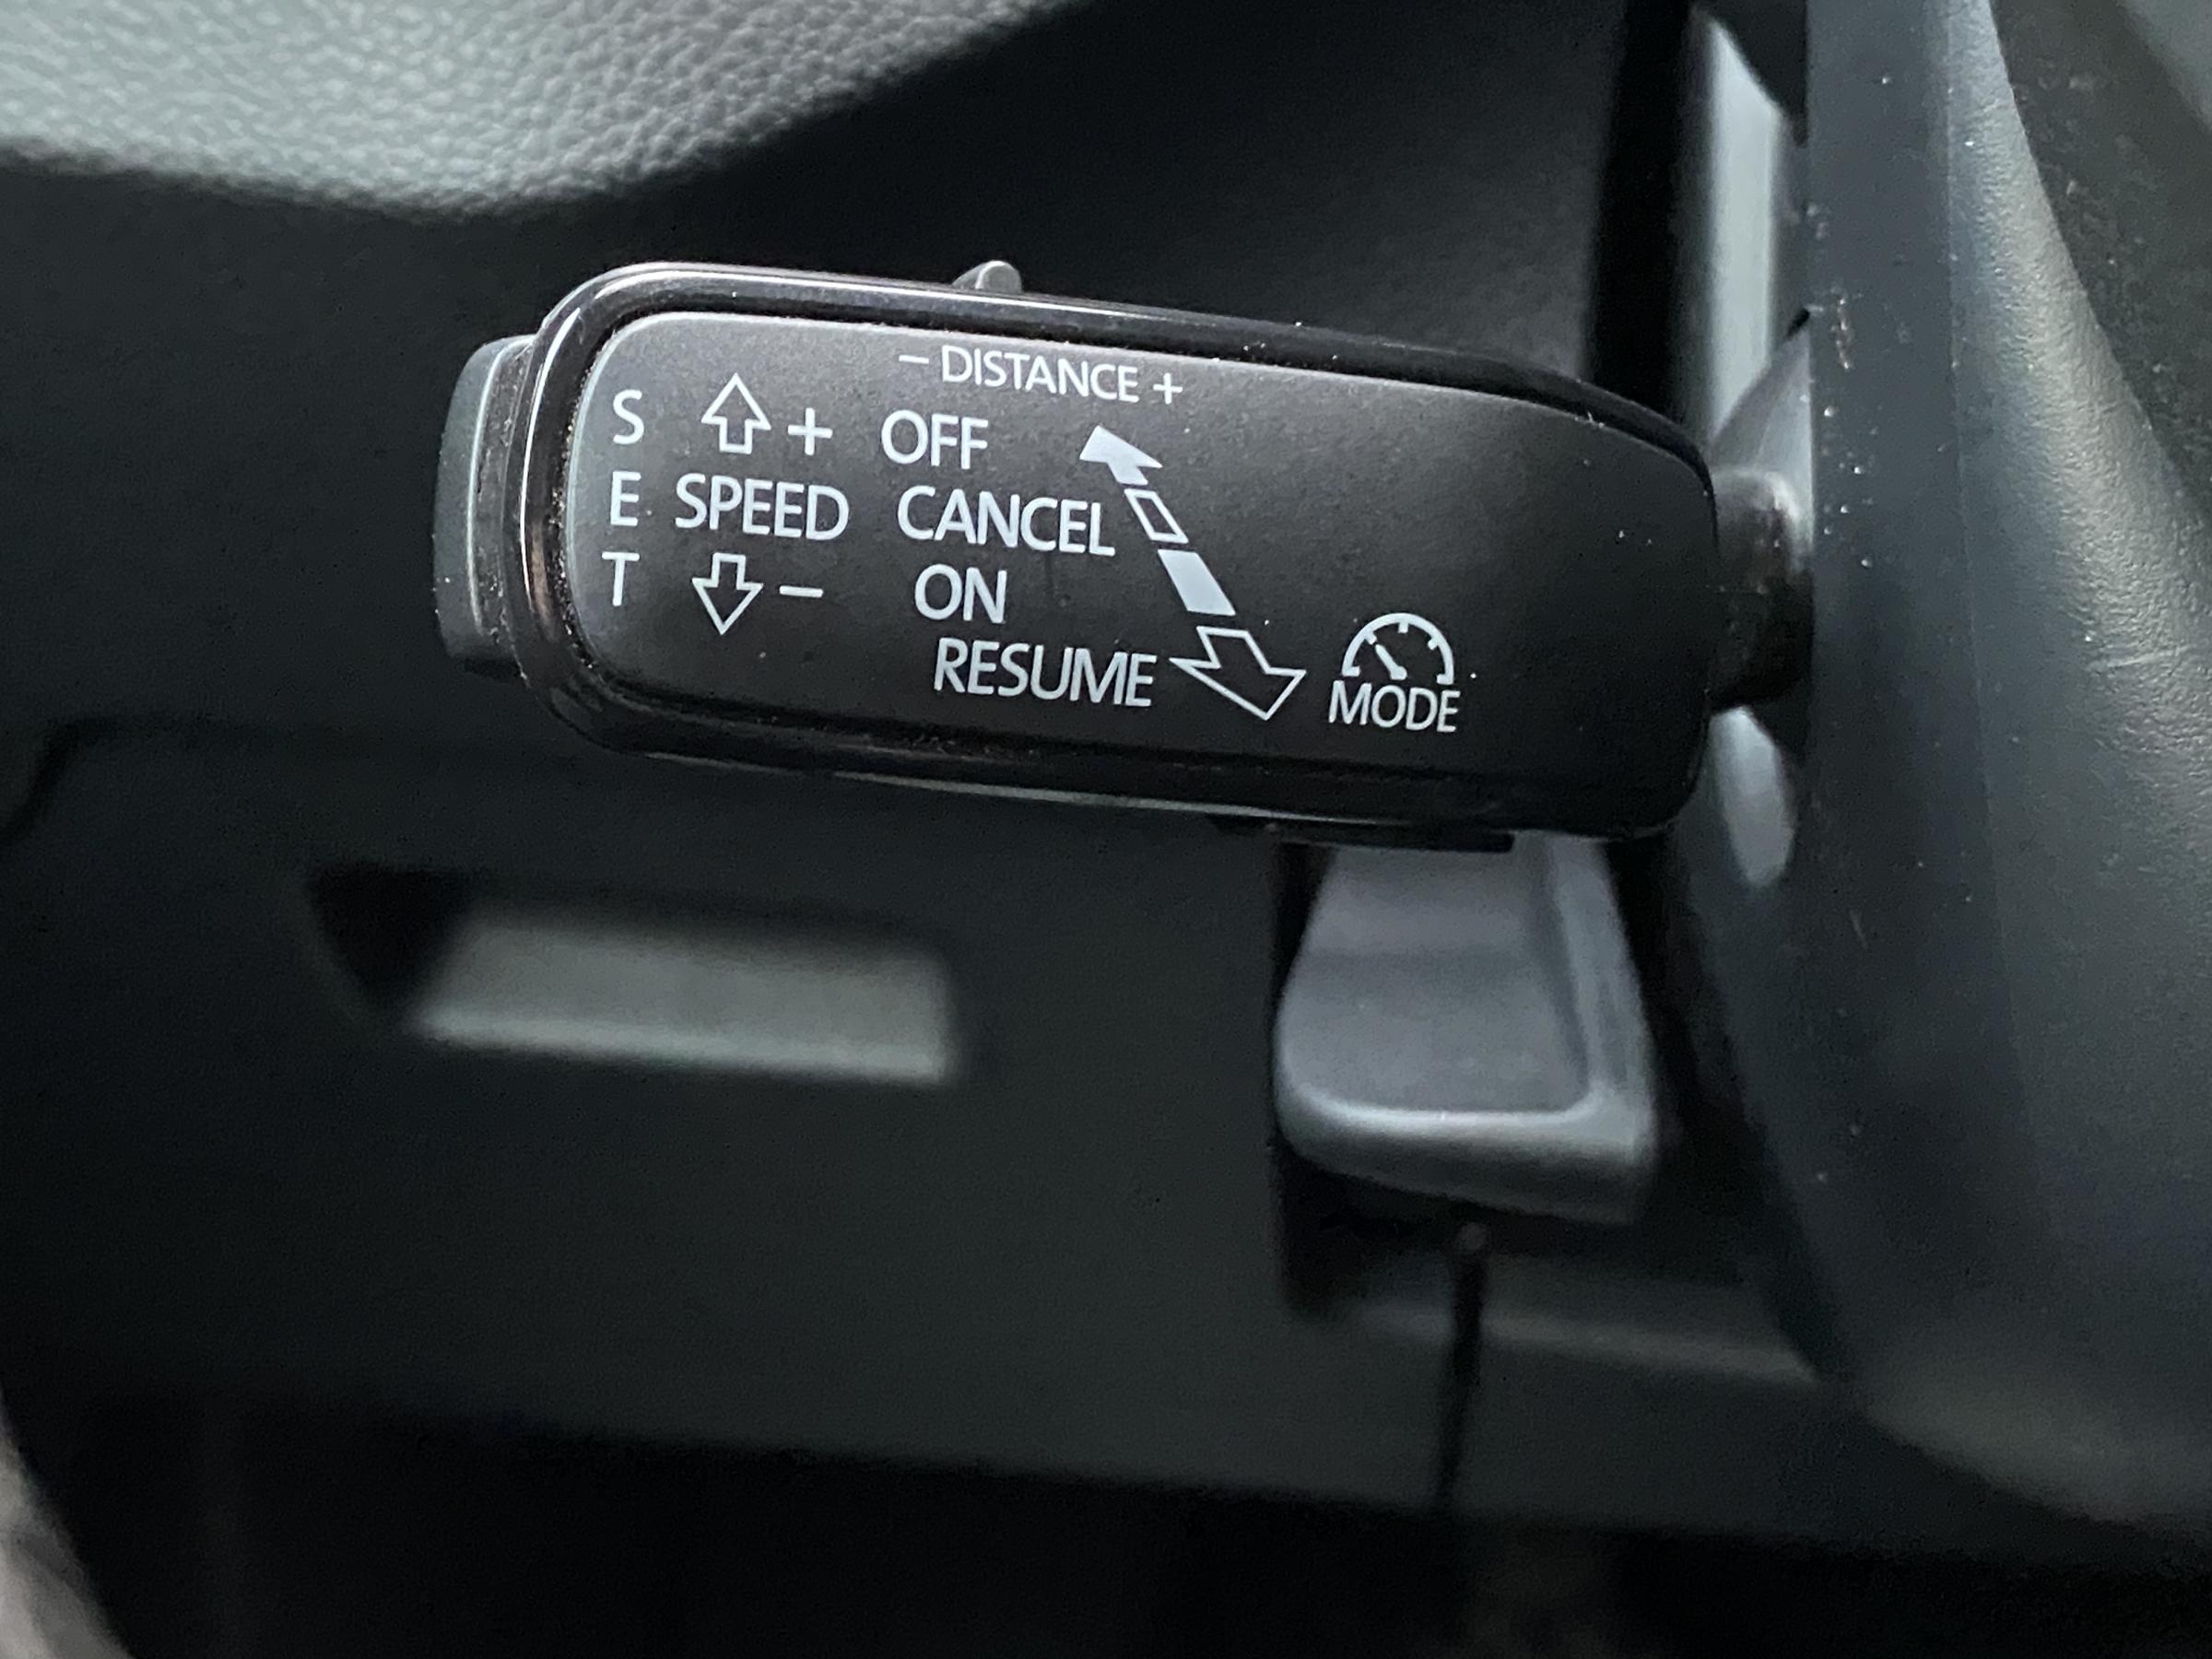 − DISTANCE +
S + OFF
E SPEED CANCEL
T − ON
RESUME
MODE